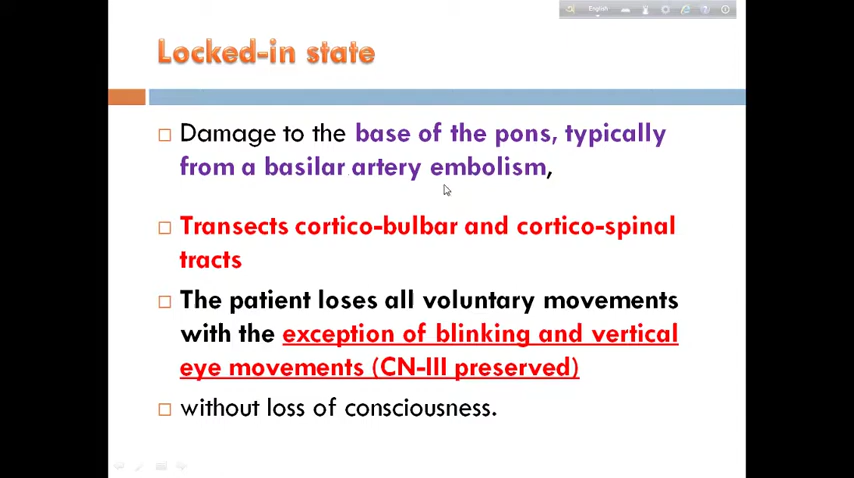 English
Locked-in state
Damage to the base of the pons, typically
from a basilar artery embolism,
Transects cortico-bulbar and cortico-spinal
tracts
The patient loses all voluntary movements
with the exception of blinking and vertical
eye movements (CN-III preserved)
without loss of consciousness.